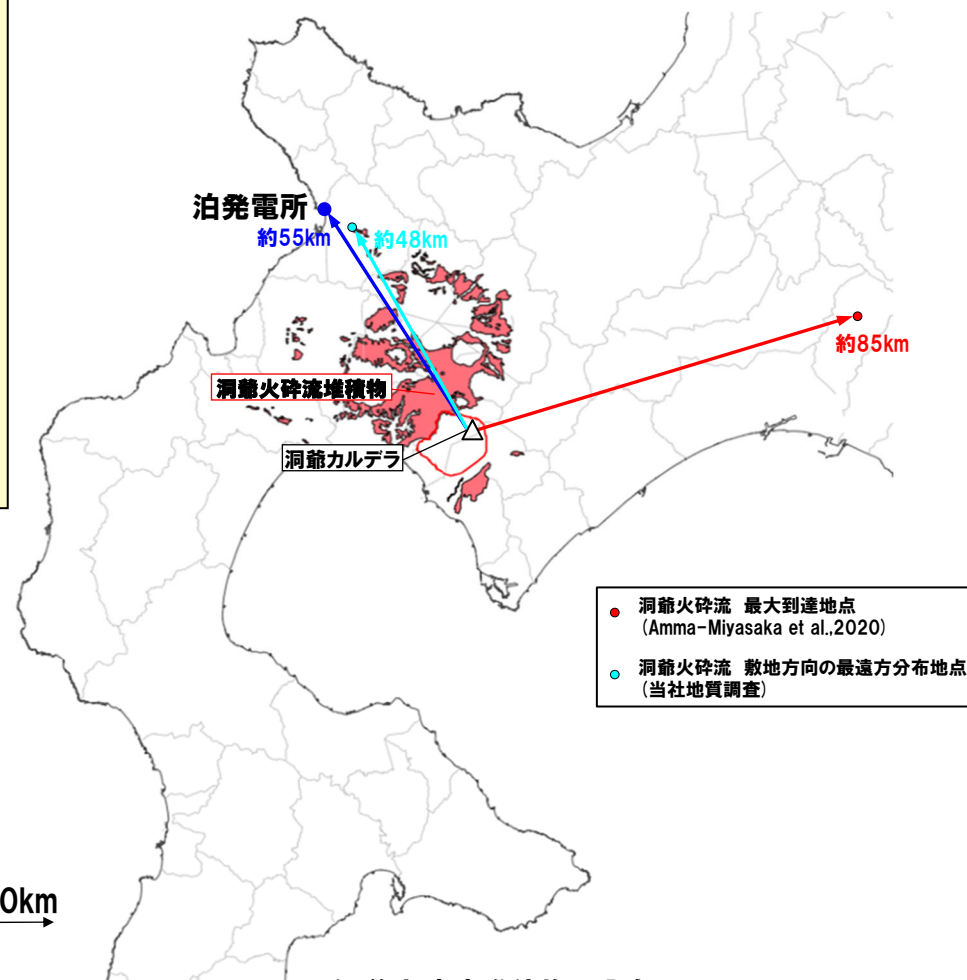 泊発電所
約55km
約48km
約85km
洞爺火砕流堆積物
洞爺カルデラ
洞爺火砕流 最大到達地点
(Amma-Miyasaka et al.,2020)
洞爺火砕流 敷地方向の最遠方分布地点
(当社地質調査)
0km